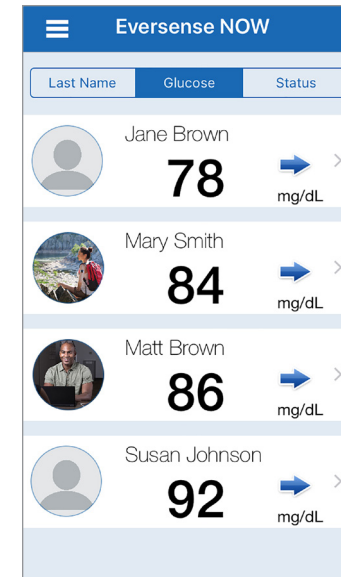 Eversense NOW
Last Name Glucose Status
Jane Brown
78
mg/dL
Mary Smith
84
mg/dL
Matt Brown
86
mg/dL
Susan Johnson
92
mg/dL